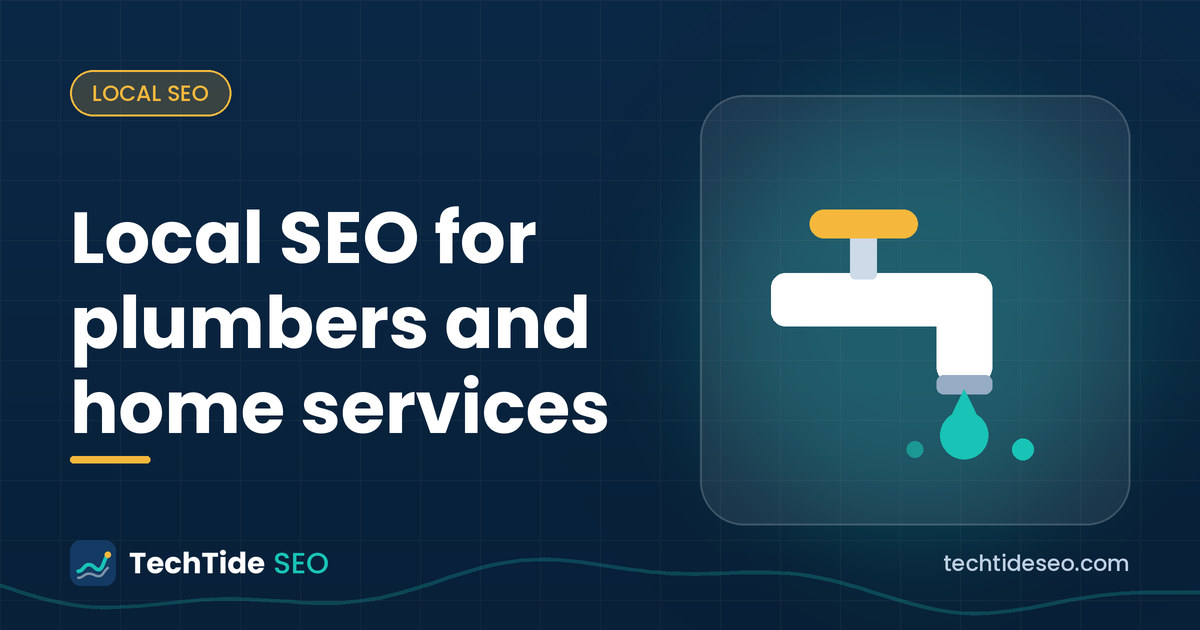 LOCAL SEO
Local SEO for
plumbers and
home services
TechTide SEO
techtideseo.com